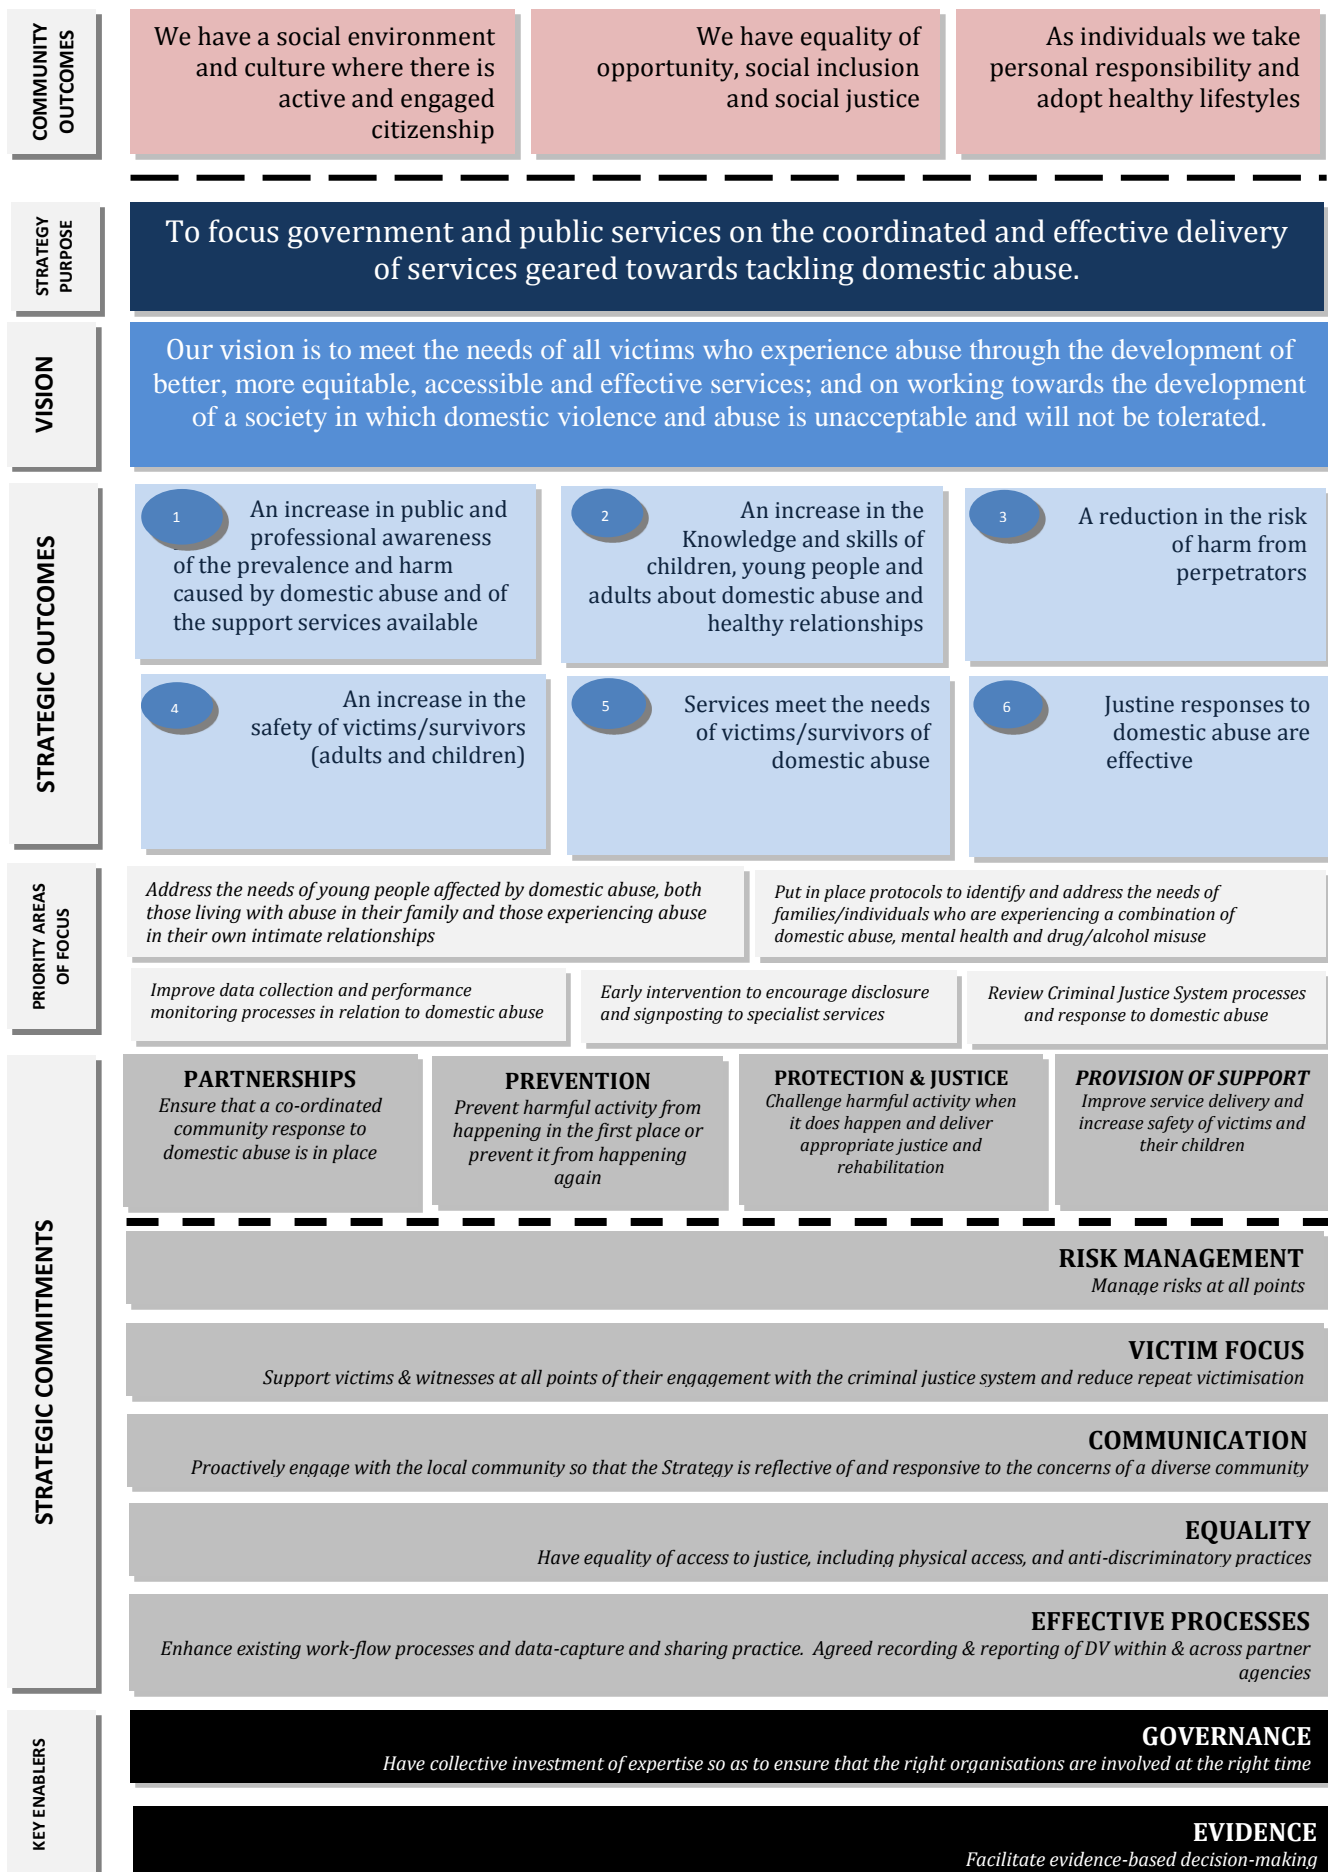 COMMUNITY
OUTCOMES
We have a social environment
and culture where there is
active and engaged
citizenship
We have equality of
opportunity, social inclusion
and social justice
As individuals we take
personal responsibility and
adopt healthy lifestyles
STRATEGY
PURPOSE
To focus government and public services on the coordinated and effective delivery
of services geared towards tackling domestic abuse.
VISION
Our vision is to meet the needs of all victims who experience abuse through the development of
better, more equitable, accessible and effective services; and on working towards the development
of a society in which domestic violence and abuse is unacceptable and will not be tolerated.
STRATEGIC OUTCOMES
1
An increase in public and
professional awareness
of the prevalence and harm
caused by domestic abuse and of
the support services available
2
An increase in the
Knowledge and skills of
children, young people and
adults about domestic abuse and
healthy relationships
3
A reduction in the risk
of harm from
perpetrators
4
An increase in the
safety of victims/survivors
(adults and children)
5
Services meet the needs
of victims/survivors of
domestic abuse
6
Justine responses to
domestic abuse are
effective
PRIORITY AREAS
OF FOCUS
Address the needs of young people affected by domestic abuse, both
those living with abuse in their family and those experiencing abuse
in their own intimate relationships
Put in place protocols to identify and address the needs of
families/individuals who are experiencing a combination of
domestic abuse, mental health and drug/alcohol misuse
Improve data collection and performance
monitoring processes in relation to domestic abuse
Early intervention to encourage disclosure
and signposting to specialist services
Review Criminal Justice System processes
and response to domestic abuse
STRATEGIC COMMITMENTS
PARTNERSHIPS
Ensure that a co-ordinated
community response to
domestic abuse is in place
PREVENTION
Prevent harmful activity from
happening in the first place or
prevent it from happening
again
PROTECTION & JUSTICE
Challenge harmful activity when
it does happen and deliver
appropriate justice and
rehabilitation
PROVISION OF SUPPORT
Improve service delivery and
increase safety of victims and
their children
RISK MANAGEMENT
Manage risks at all points
VICTIM FOCUS
Support victims & witnesses at all points of their engagement with the criminal justice system and reduce repeat victimisation
COMMUNICATION
Proactively engage with the local community so that the Strategy is reflective of and responsive to the concerns of a diverse community
EQUALITY
Have equality of access to justice, including physical access, and anti-discriminatory practices
EFFECTIVE PROCESSES
Enhance existing work-flow processes and data-capture and sharing practice.  Agreed recording & reporting of DV within & across partner
agencies
KEY ENABLERS
GOVERNANCE
Have collective investment of expertise so as to ensure that the right organisations are involved at the right time
EVIDENCE
Facilitate evidence-based decision-making